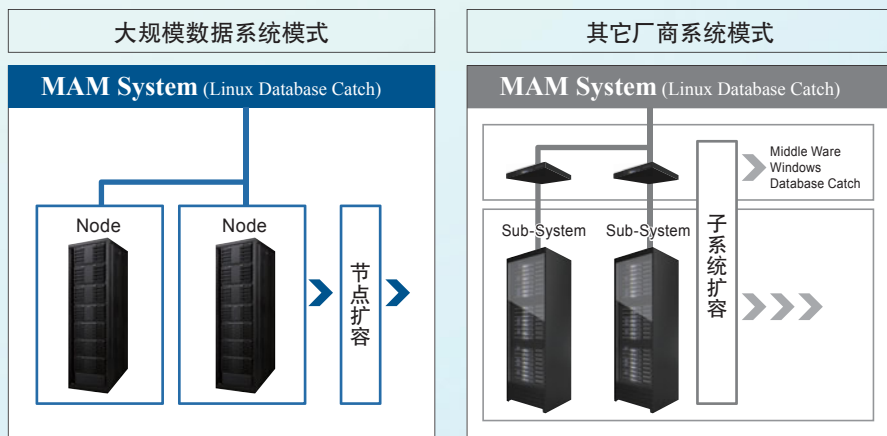 大规模数据系统模式
MAM System (Linux Database Catch)
Node
Node
节点扩容
其它厂商系统模式
MAM System (Linux Database Catch)
Middle Ware
Windows
Database Catch
Sub-System
Sub-System
子系统扩容